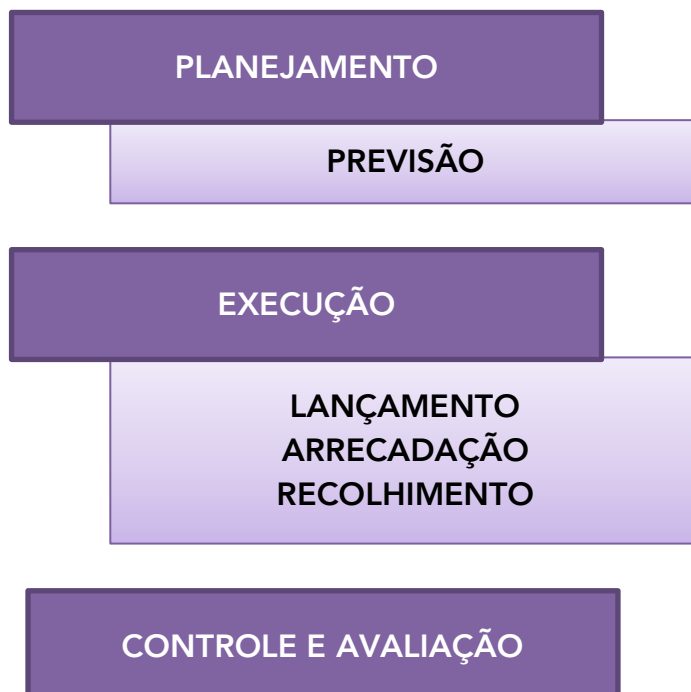 PLANEJAMENTO
PREVISÃO
EXECUÇÃO
LANÇAMENTO
ARRECADAÇÃO
RECOLHIMENTO
CONTROLE E AVALIAÇÃO